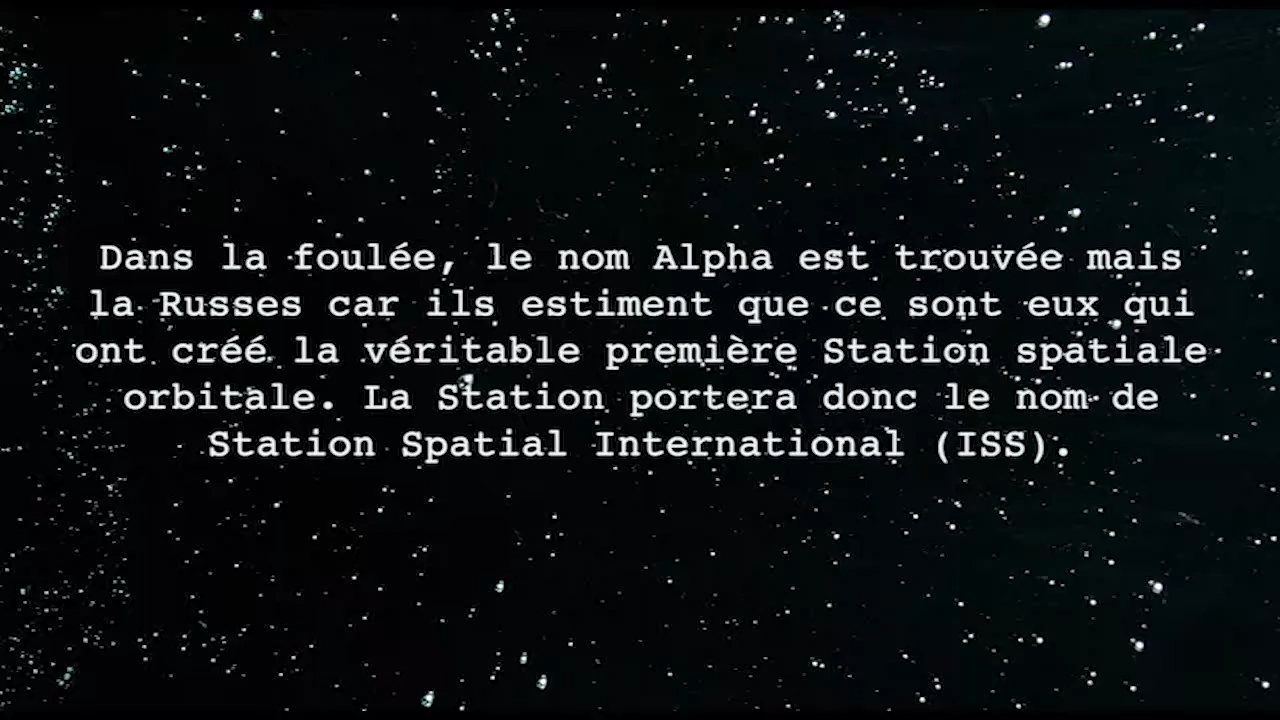 Dans la foulée, le nom Alpha est trouvée mais
la Russes car ils estiment que ce sont eux qui
ont créé la véritable première Station spatiale
orbitale. La Station portera donc le nom de
Station Spatial International (ISS).